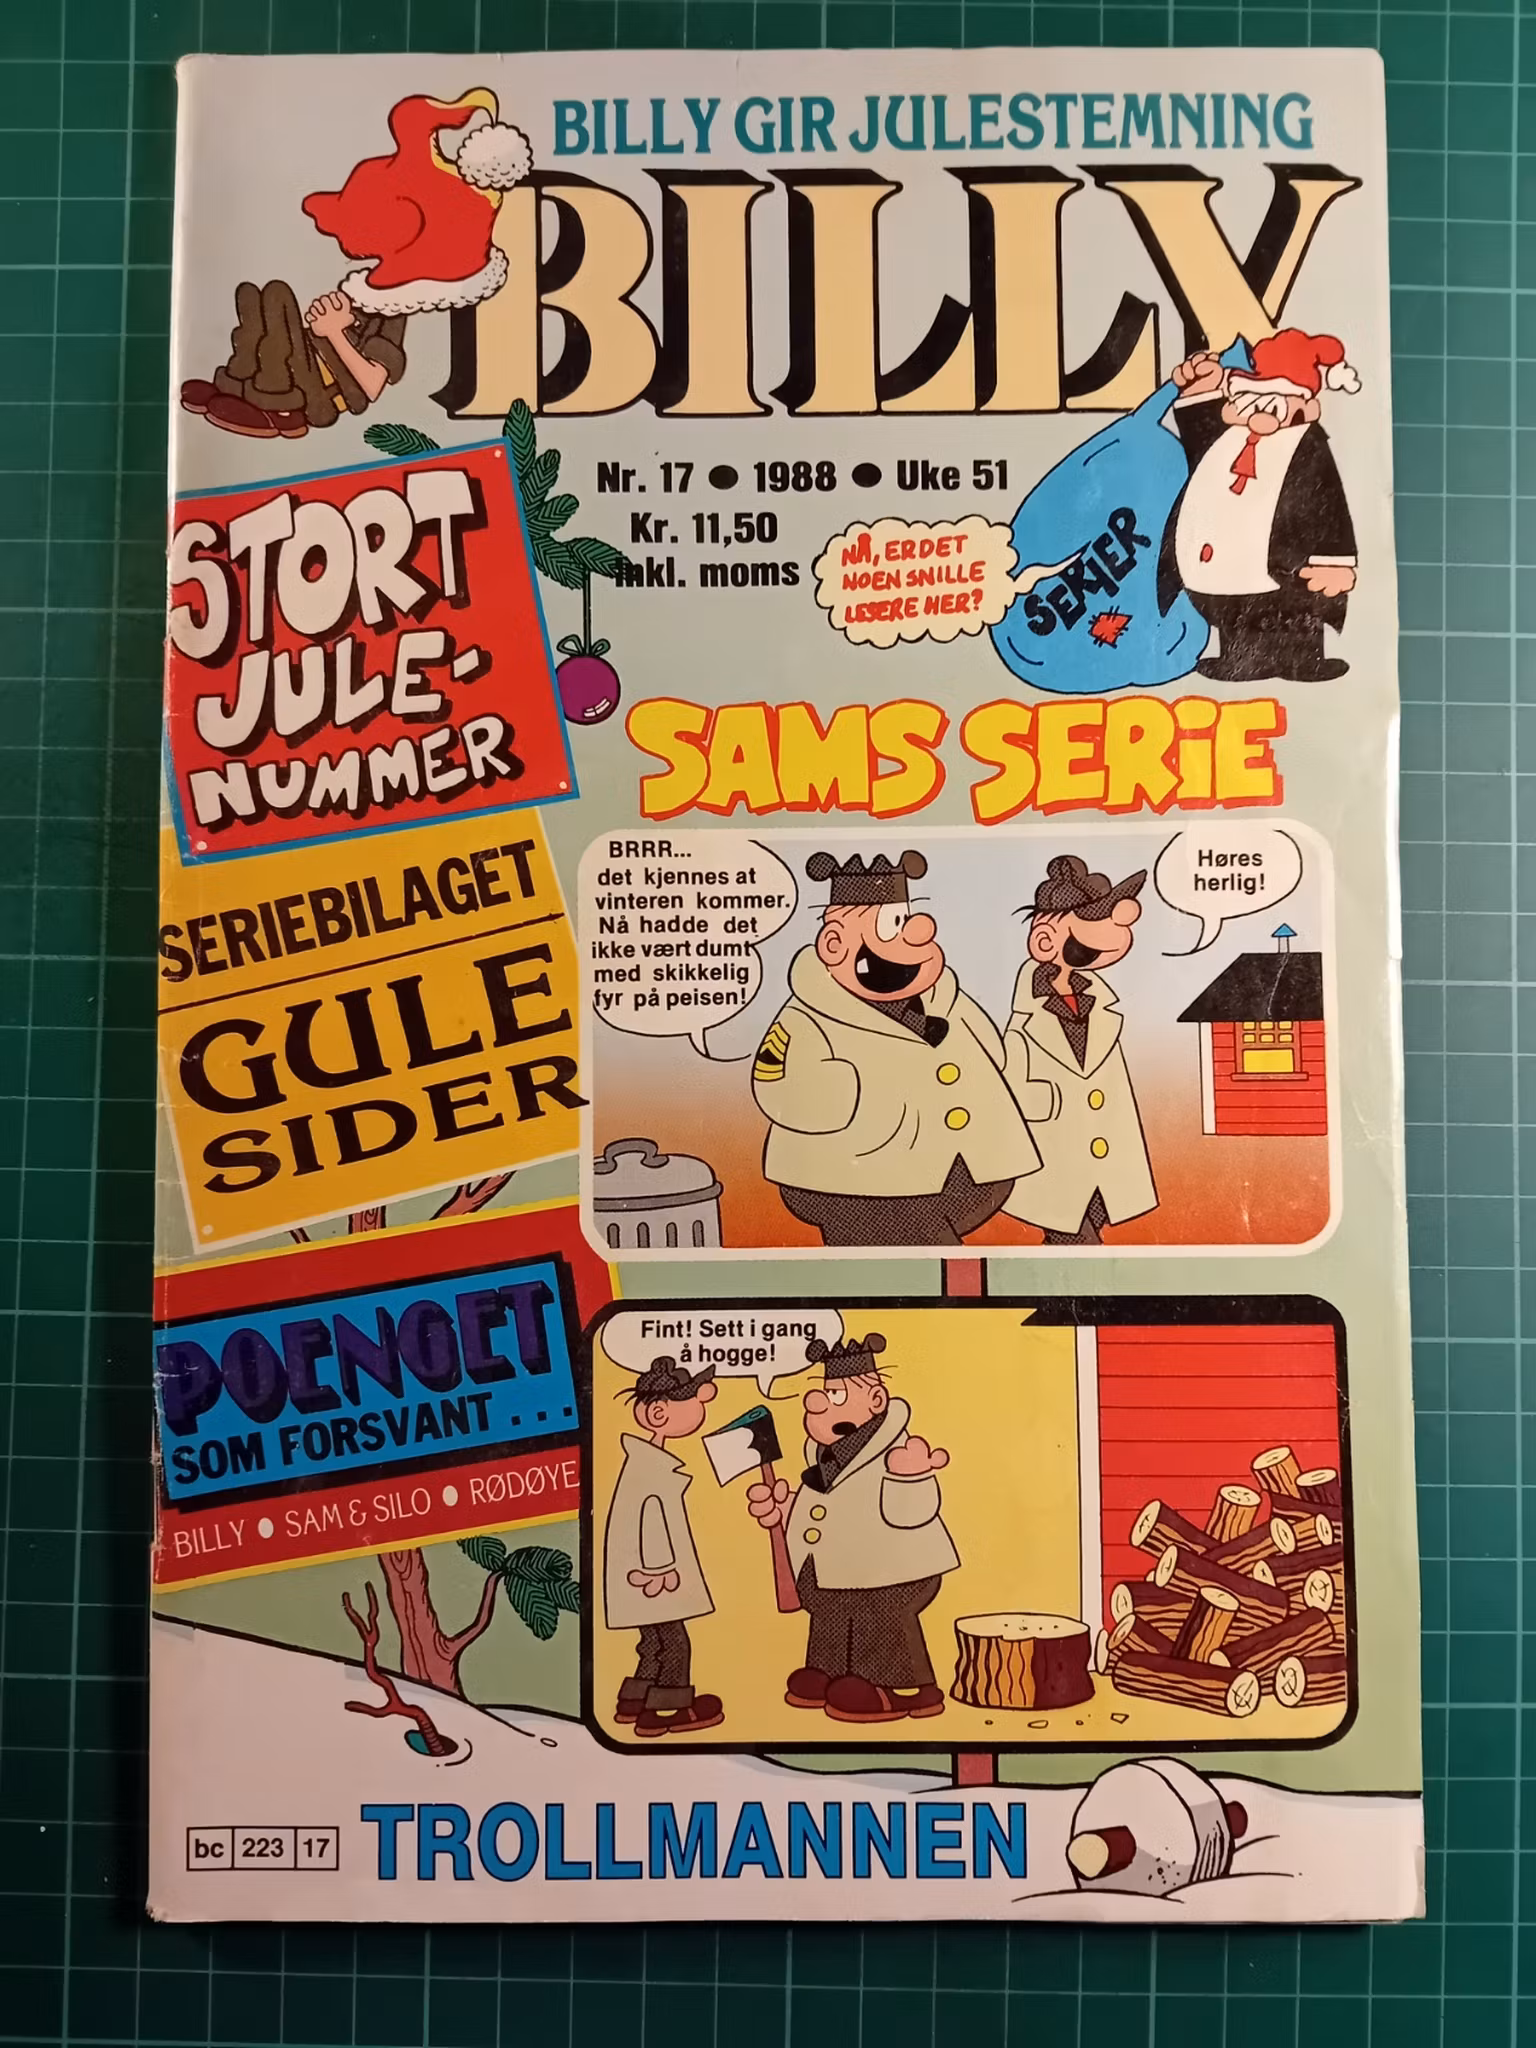 BILLY GIR JULESTEMNING
BILLY
Nr. 17 ● 1988 ● Uke 51
Kr. 11,50
inkl. moms
NÅ, ER DET
NOEN SNILLE
LESERE HER?
SERIER
STORT
JULE-
NUMMER
SERIEBILAGET
GULE
SIDER
POENGET
SOM FORSVANT...
BILLY ● SAM & SILO ● RØDØYE
SAMS SERIE
BRRR...
det kjennes at
vinteren kommer.
Nå hadde det
ikke vært dumt
med skikkelig
fyr på peisen!
Høres
herlig!
Fint! Sett i gang
å hogge!
bc 223 17
TROLLMANNEN